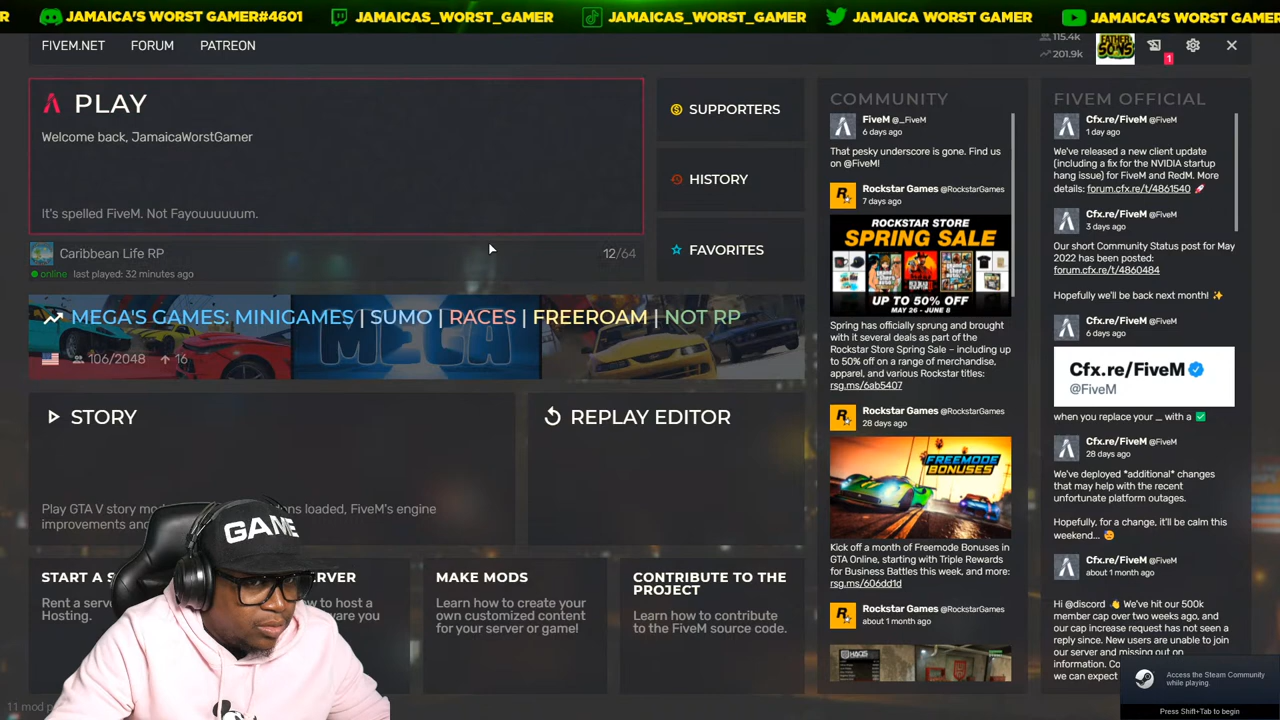 R
JAMAICA'S WORST GAMER#4601
JAMAICAS_WORST_GAMER
JAMAICAS_WORST_GAMER
JAMAICA WORST GAMER
JAMAICA'S WORST GAMER
FIVEM.NET
FORUM
PATREON
115.4k
201.9k
1
PLAY
Welcome back, JamaicaWorstGamer
It's spelled FiveM. Not Fayouuuuuum.
Caribbean Life RP
12/64
online
last played: 32 minutes ago
SUPPORTERS
HISTORY
FAVORITES
MEGA'S GAMES: MINIGAMES | SUMO | RACES | FREEROAM | NOT RP
MEGA
106/2048
16
STORY
Play GTA V story mo
ns loaded, FiveM's engine
improvements and
REPLAY EDITOR
START A S
ERVER
Rent a serve
Hosting.
how to host a
ware you
MAKE MODS
Learn how to create your
own customized content
for your server or game!
CONTRIBUTE TO THE
PROJECT
Learn how to contribute
to the FiveM source code.
11 mod p
GAME
COMMUNITY
FiveM @_FiveM
6 days ago
That pesky underscore is gone. Find us
on @FiveM!
Rockstar Games @RockstarGames
7 days ago
ROCKSTAR STORE
SPRING SALE
UP TO 50% OFF
MAY 26 - JUNE 8
Spring has officially sprung and brought
with it several deals as part of the
Rockstar Store Spring Sale – including up
to 50% off on a range of merchandise,
apparel, and various Rockstar titles:
rsg.ms/6ab5407
Rockstar Games @RockstarGames
28 days ago
FREEMODE
BONUSES
Kick off a month of Freemode Bonuses in
GTA Online, starting with Triple Rewards
for Business Battles this week, and more:
rsg.ms/606dd1d
Rockstar Games @RockstarGames
about 1 month ago
FIVEM OFFICIAL
Cfx.re/FiveM @FiveM
1 day ago
We've released a new client update
(including a fix for the NVIDIA startup
hang issue) for FiveM and RedM. More
details: forum.cfx.re/t/4861540 🚀
Cfx.re/FiveM @FiveM
3 days ago
Our short Community Status post for May
2022 has been posted:
forum.cfx.re/t/4860484
Hopefully we'll be back next month! ✨
Cfx.re/FiveM @FiveM
6 days ago
Cfx.re/FiveM
@FiveM
when you replace your _ with a ✅
Cfx.re/FiveM @FiveM
28 days ago
We've deployed *additional* changes
that may help with the recent
unfortunate platform outages.
Hopefully, for a change, it'll be calm this
weekend... 😓
Cfx.re/FiveM @FiveM
about 1 month ago
Hi @discord 👋 We've hit our 500k
member cap over two weeks ago, and
our cap increase request has not seen a
reply since. New users are unable to join
our server and missing out on
information. Co
we can expect
Access the Steam Community
while playing.
Press Shift+Tab to begin